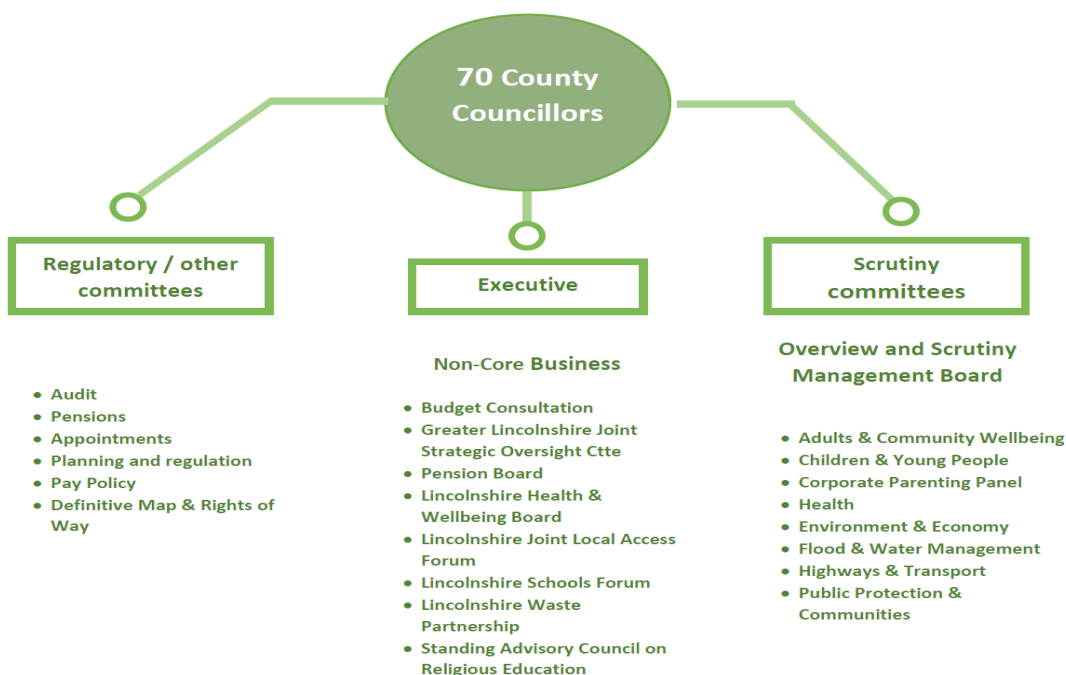 70 County
Councillors
Regulatory / other
committees
Executive
Scrutiny
committees
• Audit
• Pensions
• Appointments
• Planning and regulation
• Pay Policy
• Definitive Map & Rights of
Way
Non-Core Business
• Budget Consultation
• Greater Lincolnshire Joint
Strategic Oversight Ctte
• Pension Board
• Lincolnshire Health &
Wellbeing Board
• Lincolnshire Joint Local Access
Forum
• Lincolnshire Schools Forum
• Lincolnshire Waste
Partnership
• Standing Advisory Council on
Religious Education
Overview and Scrutiny
Management Board
• Adults & Community Wellbeing
• Children & Young People
• Corporate Parenting Panel
• Health
• Environment & Economy
• Flood & Water Management
• Highways & Transport
• Public Protection &
Communities